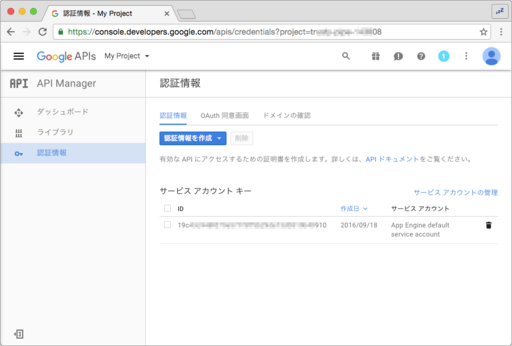 認証情報 - My Project
https://console.developers.google.com/apis/credentials?project=tr 08
Google APIs My Project 1
API API Manager 認証情報
ダッシュボード
ライブラリ
認証情報
認証情報 OAuth 同意画面 ドメインの確認
認証情報を作成 削除
有効な API にアクセスするための証明書を作成します。詳しくは、API ドキュメントをご覧ください。
サービス アカウント キー サービス アカウントの管理
ID 作成日 サービス アカウント
19c 910 2016/09/18 App Engine default
service account